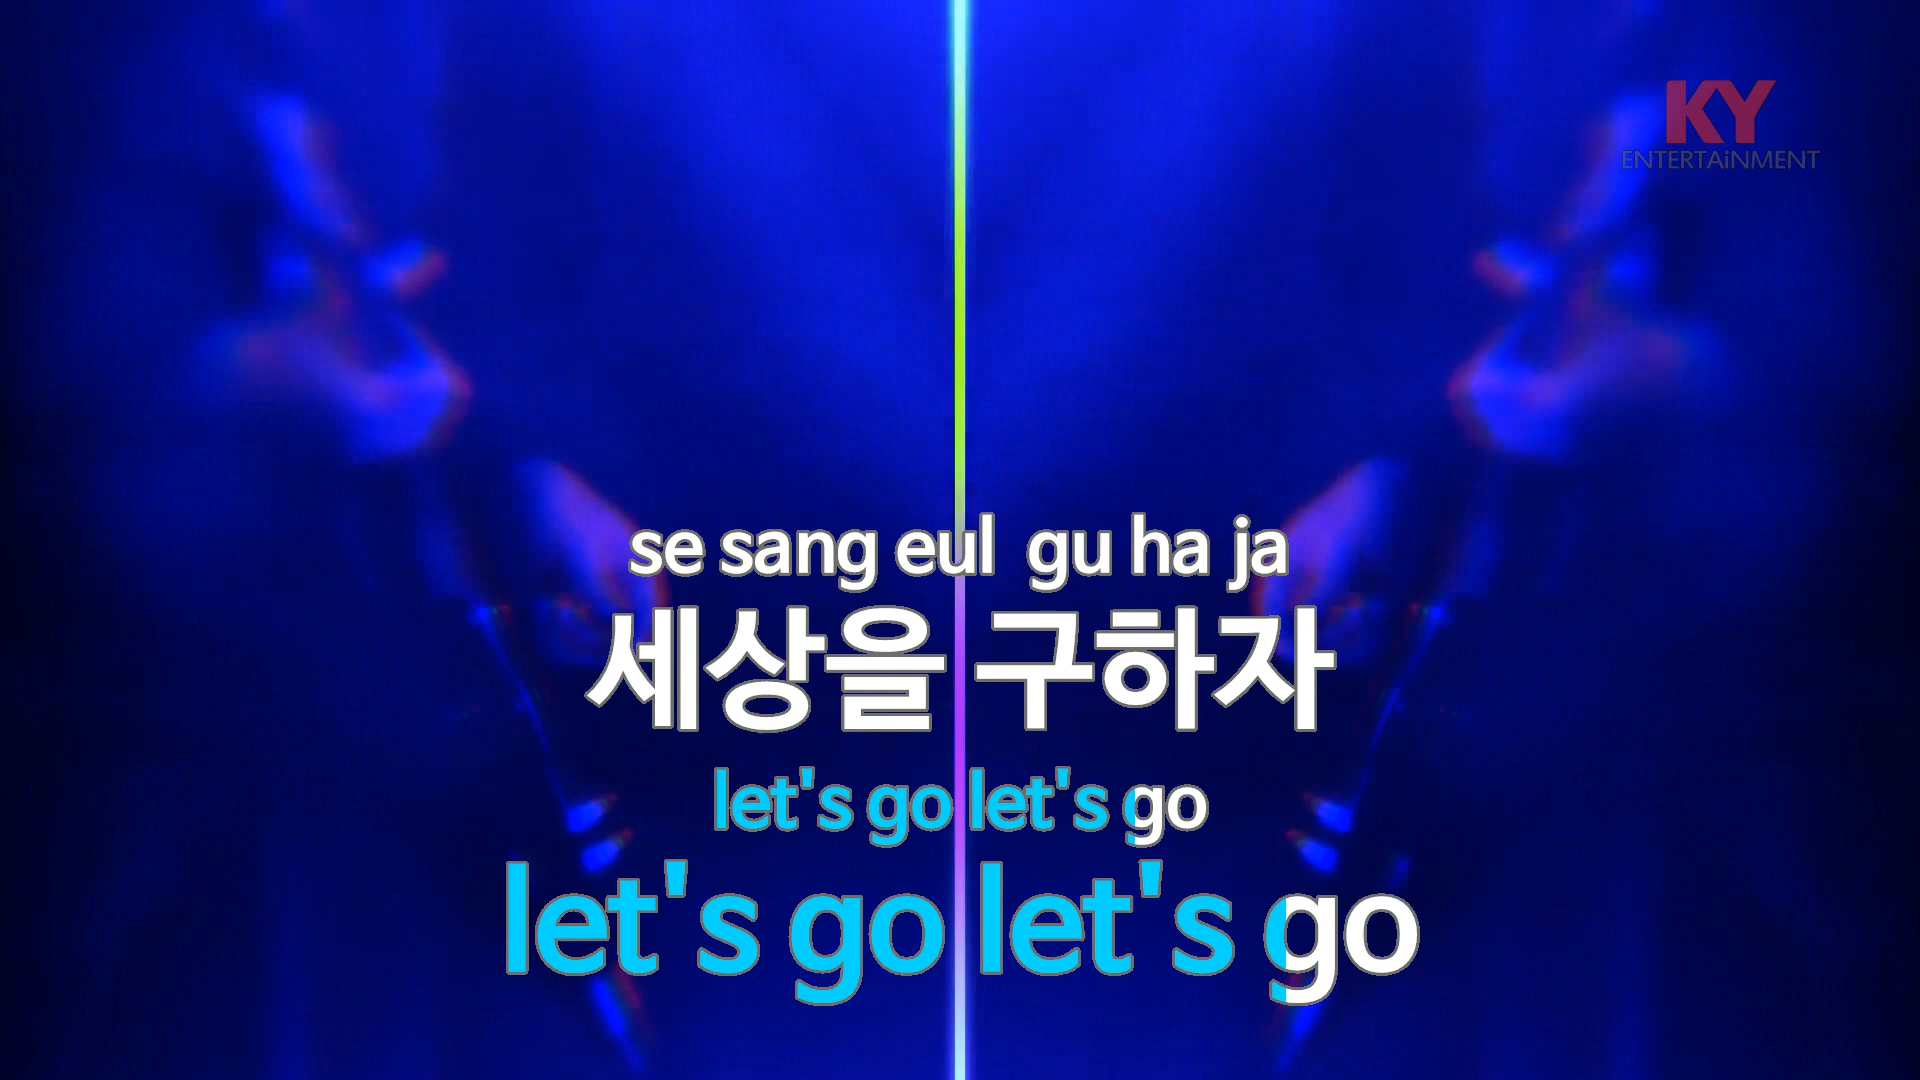 KY
ENTERTAiNMENT
se sang eul gu ha ja
세상을 구하자
let's go let's go
let's go let's go